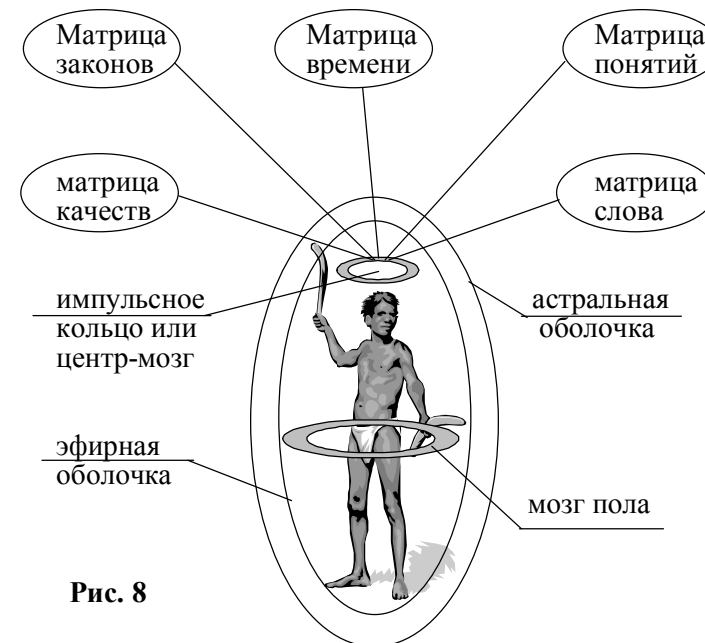 Матрица
законов
Матрица
времени
Матрица
понятий
матрица
качеств
матрица
слова
импульсное
кольцо или
центр-мозг
астральная
оболочка
эфирная
оболочка
мозг пола
Рис. 8